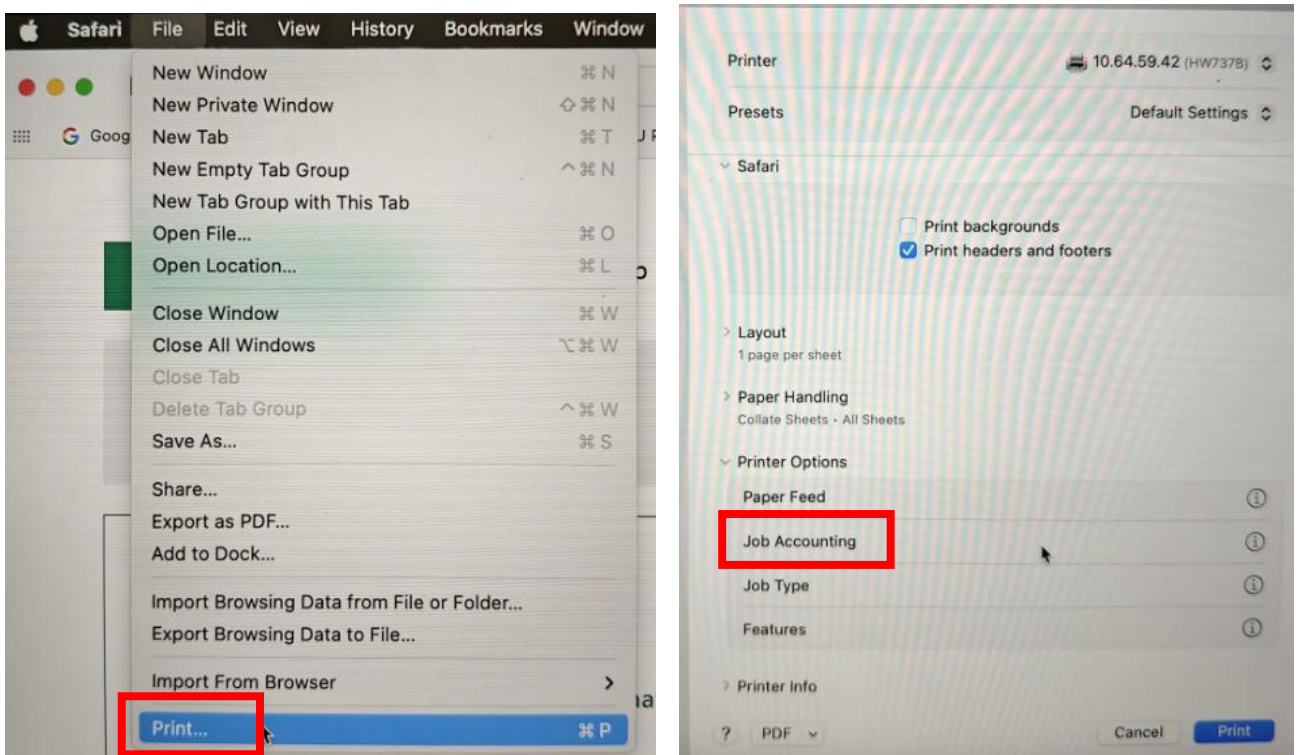 Safari File Edit View History Bookmarks Window
New Window ⌘ N
New Private Window ⇧ ⌘ N
Goog
New Tab ⌘ T
New Empty Tab Group ^ ⌘ N
New Tab Group with This Tab
Open File... ⌘ O
Open Location... ⌘ L
Close Window ⌘ W
Close All Windows ⌥ ⌘ W
Close Tab
Delete Tab Group ^ ⌘ W
Save As... ⌘ S
Share...
Export as PDF...
Add to Dock...
Import Browsing Data from File or Folder...
Export Browsing Data to File...
Import From Browser >
Print... ⌘ P
Printer 10.64.59.42 (HW7378)
Presets Default Settings
Safari
Print backgrounds
Print headers and footers
Layout
1 page per sheet
Paper Handling
Collate Sheets - All Sheets
Printer Options
Paper Feed
Job Accounting
Job Type
Features
Printer Info
? PDF Cancel Print